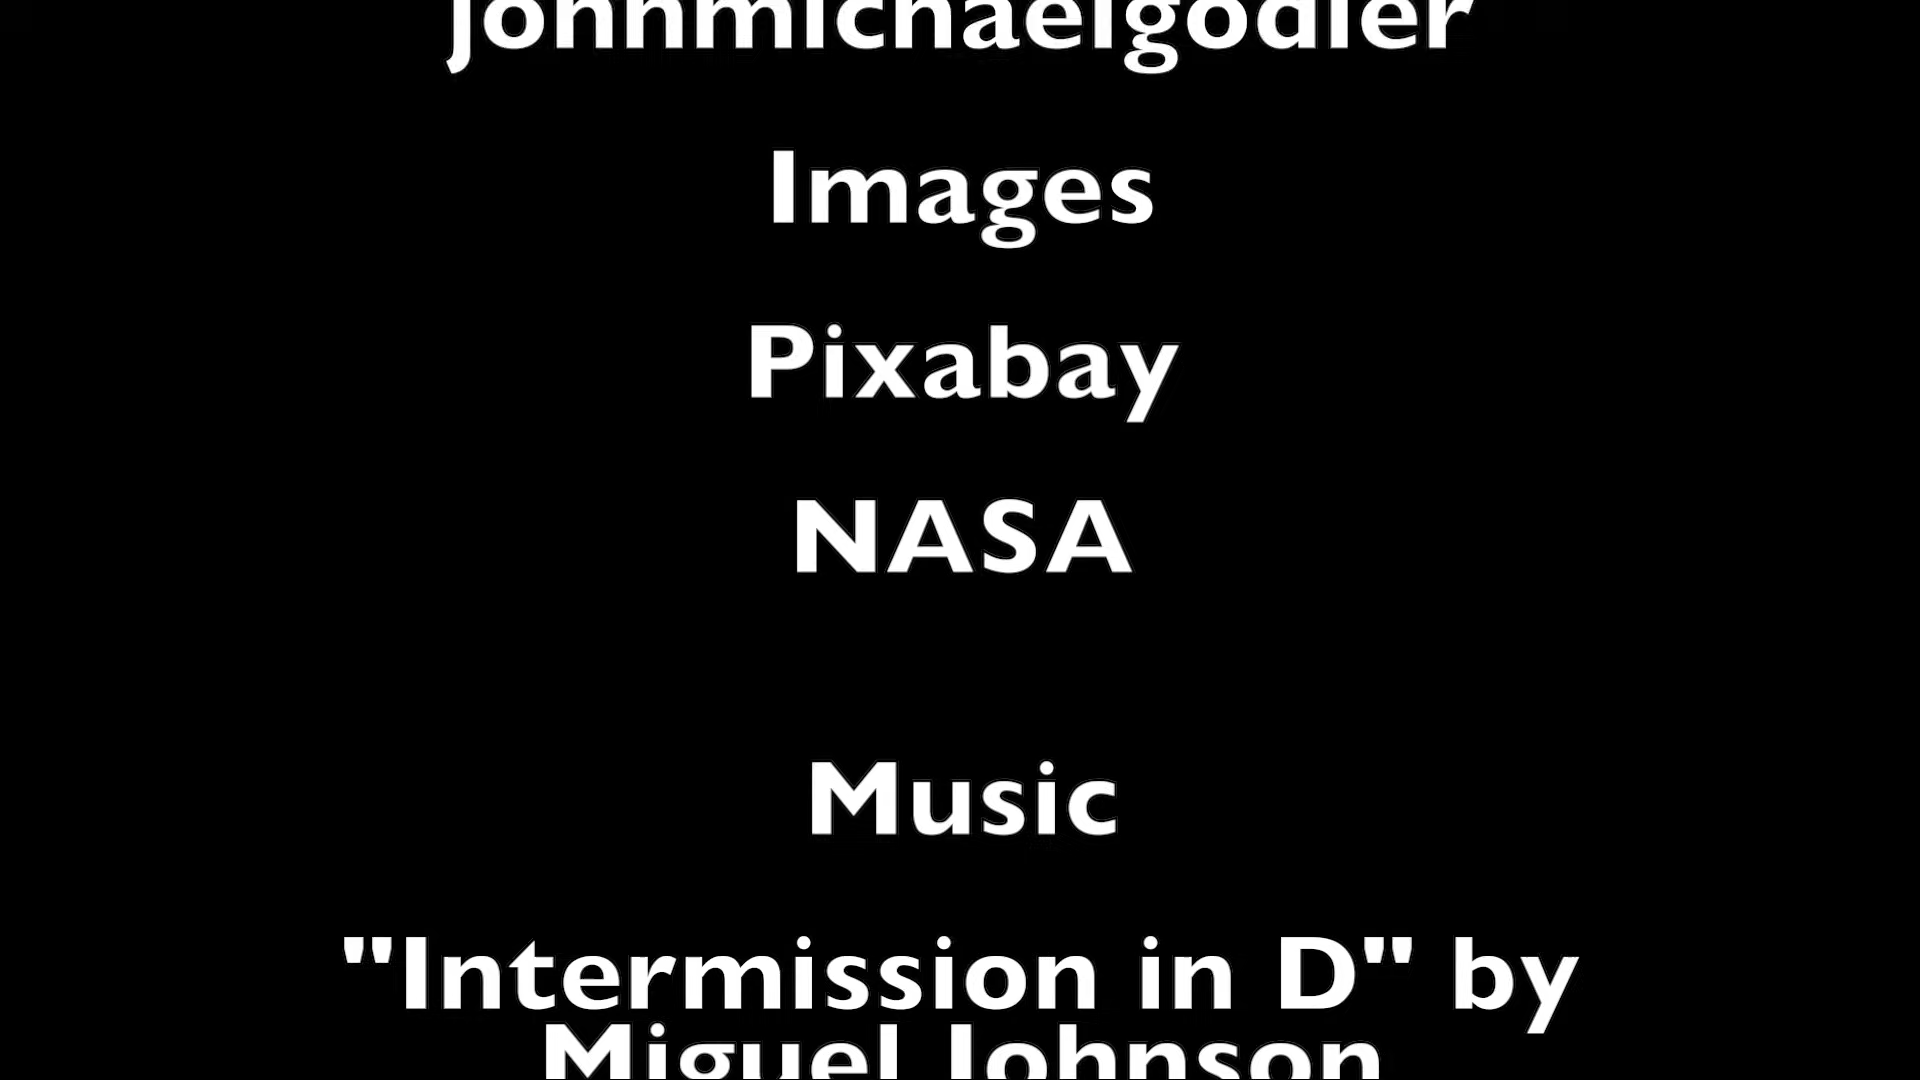 johnmichaelgodier
Images
Pixabay
NASA
Music
"Intermission in D" by
Miguel Johnson